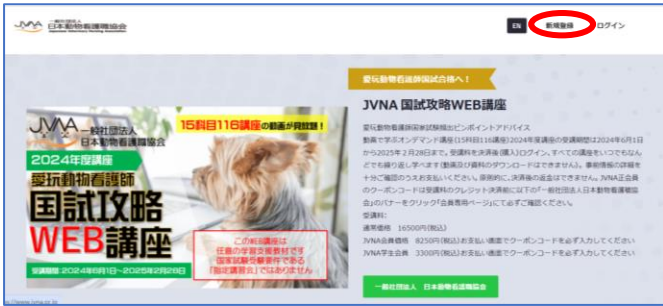 JVNA 一般社団法人
日本動物看護職協会
Japanese Veterinary Nursing Association
EN 新規登録 ログイン
JVNA 一般社団法人
日本動物看護職協会
15科目116講座の動画が見放題!
2024年度講座
愛玩動物看護師
国試攻略
WEB講座
受講期間:2024年6月1日~2025年2月28日
このWEB講座は
任意の学習支援教材です
国家試験受験要件である
「指定講習会」ではありません
愛玩動物看護師国試合格へ!
JVNA 国試攻略WEB講座
愛玩動物看護師国家試験頻出ピンポイントアドバイス
動画で学ぶオンデマンド講座(15科目116講座)2024年度講座の受講期間は2024年6月1日
から2025年2月28日まで。受講料を決済後(購入)ログイン、すべての講座をいつでもなん
どでも繰り返し学べます(動画及び資料のダウンロードはできません)。事前情報の詳細を
十分ご確認のうえお支払いください。原則的に、決済後の返金はできません。JVNA正会員
のクーポンコードは受講料のクレジット決済前に以下の「一般社団法人日本動物看護職協
会」のバナーをクリック「会員専用ページ」にて必ずご確認ください。
受講料:
通常価格 16500円(税込)
JVNA会員価格 8250円(税込)お支払い画面でクーポンコードを必ず入力してください
JVNA学生会員 3300円(税込)お支払い画面でクーポンコードを必ず入力してください
一般社団法人 日本動物看護職協会